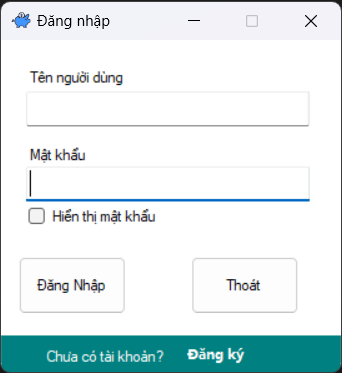 Đăng nhập
Tên người dùng
Mật khẩu
Hiển thị mật khẩu
Đăng Nhập
Thoát
Chưa có tài khoản? Đăng ký